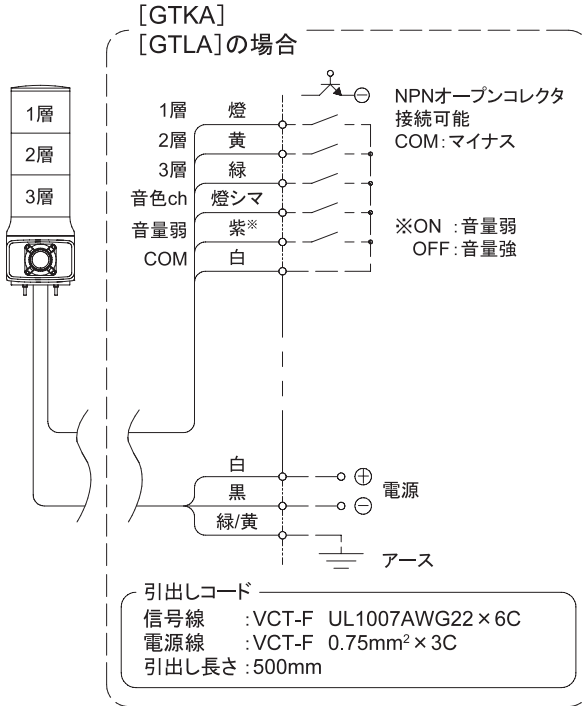 [GTKA]
[GTLA]の場合
1層
2層
3層
1層 燈
2層 黄
3層 緑
音色ch 燈シマ
音量弱 紫※
COM 白
⊖ NPNオープンコレクタ
接続可能
COM:マイナス
※ON :音量弱
OFF:音量強
白
黒
緑/黄
⊕
⊖
電源
アース
引出しコード
信号線 :VCT-F UL1007AWG22×6C
電源線 :VCT-F 0.75mm²×3C
引出し長さ:500mm